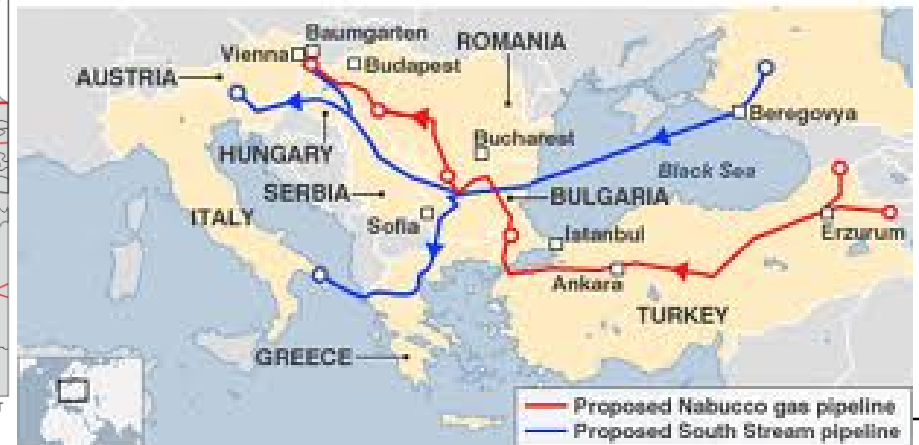 Baumgarten
ROMANIA
Vienna
Budapest
AUSTRIA
Beregovya
Bucharest
HUNGARY
Black Sea
SERBIA
BULGARIA
ITALY
Sofia
Istanbul
Erzurum
Ankara
TURKEY
GREECE
Proposed Nabucco gas pipeline
Proposed South Stream pipeline